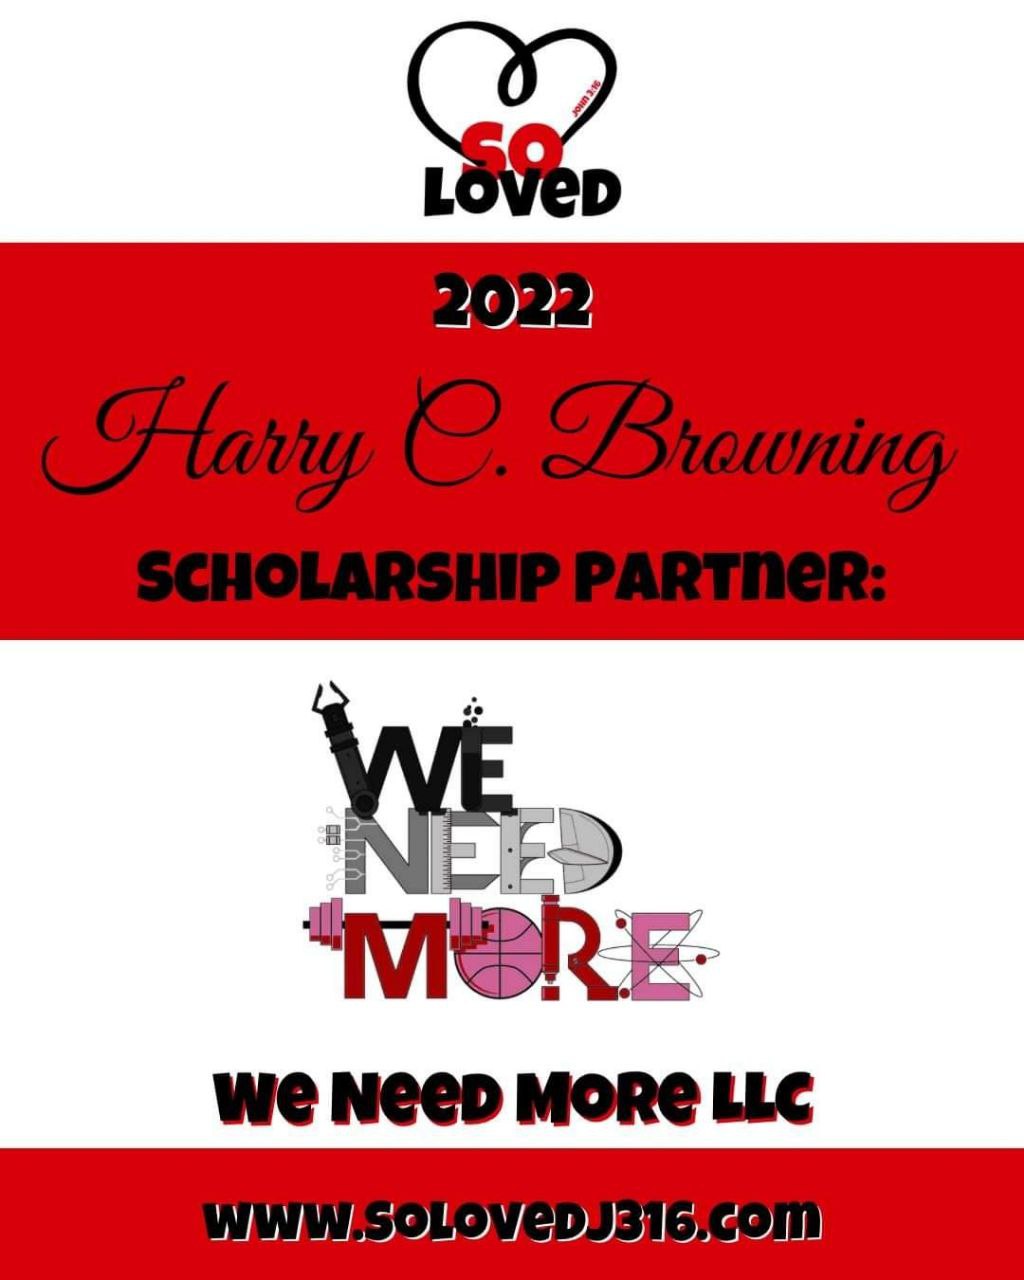 JOHN 3:16
SO
LOVED
2022
Harry C. Browning
SCHOLARSHIP PARTNER:
WE
NEED
MORE
We Need More LLC
www.solovedj316.com